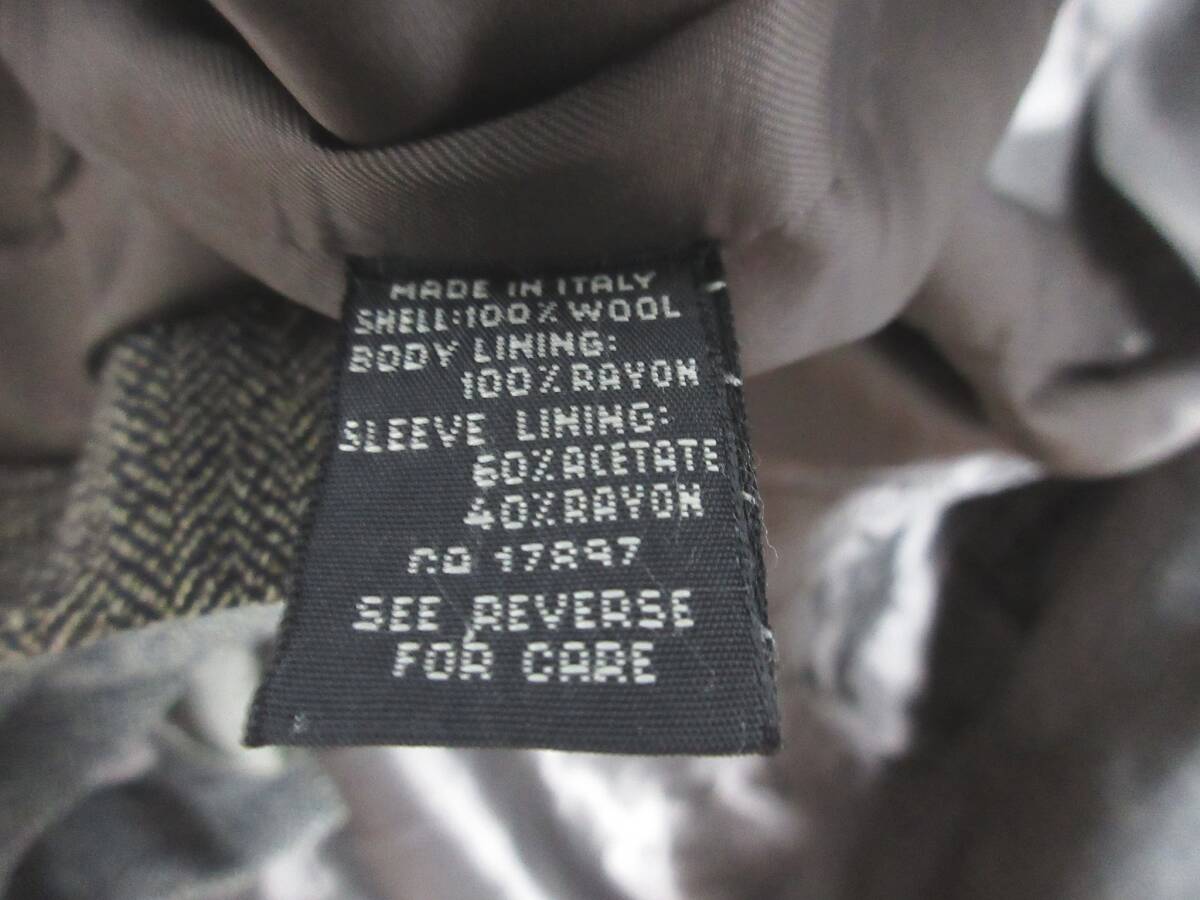 MADE IN ITALY
SHELL:100% WOOL
BODY LINING:
100% RAYON
SLEEVE LINING:
60% ACETATE
40% RAYON
17897
SEE REVERSE
FOR CARE